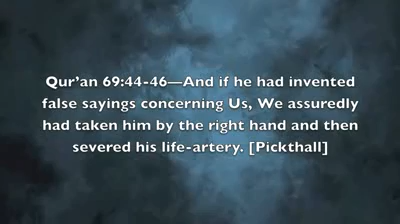 Qur’an 69:44-46—And if he had invented
false sayings concerning Us, We assuredly
had taken him by the right hand and then
severed his life-artery. [Pickthall]